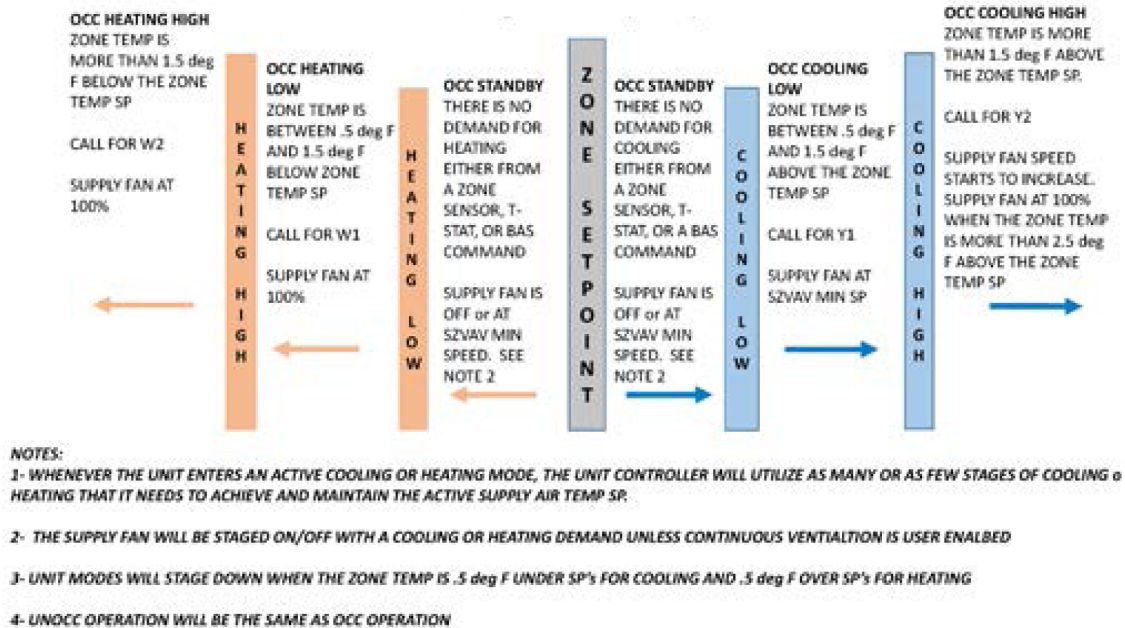 OCC HEATING HIGH
ZONE TEMP IS
MORE THAN 1.5 deg
F BELOW THE ZONE
TEMP SP
CALL FOR W2
SUPPLY FAN AT
100%
HEATING HIGH
OCC HEATING
LOW
ZONE TEMP IS
BETWEEN .5 deg F
AND 1.5 deg F
BELOW ZONE
TEMP SP
CALL FOR W1
SUPPLY FAN AT
100%
HEATING LOW
OCC STANDBY
THERE IS NO
DEMAND FOR
HEATING
EITHER FROM
A ZONE
SENSOR, T-
STAT, OR BAS
COMMAND
SUPPLY FAN IS
OFF or AT
SZVAV MIN
SPEED. SEE
NOTE 2
ZONE SETPOINT
OCC STANDBY
THERE IS NO
DEMAND FOR
COOLING
EITHER FROM
A ZONE
SENSOR, T-
STAT, OR A BAS
COMMAND
SUPPLY FAN IS
OFF or AT
SZVAV MIN
SPEED. SEE
NOTE 2
COOLING LOW
OCC COOLING
LOW
ZONE TEMP IS
BETWEEN .5 deg F
AND 1.5 deg F
ABOVE THE ZONE
TEMP SP
CALL FOR Y1
SUPPLY FAN AT
SZVAV MIN SP
COOLING HIGH
OCC COOLING HIGH
ZONE TEMP IS MORE
THAN 1.5 deg F ABOVE
THE ZONE TEMP SP.
CALL FOR Y2
SUPPLY FAN SPEED
STARTS TO INCREASE.
SUPPLY FAN AT 100%
WHEN THE ZONE TEMP
IS MORE THAN 2.5 deg
F ABOVE THE ZONE
TEMP SP
NOTES:
1- WHENEVER THE UNIT ENTERS AN ACTIVE COOLING OR HEATING MODE, THE UNIT CONTROLLER WILL UTILIZE AS MANY OR AS FEW STAGES OF COOLING o
HEATING THAT IT NEEDS TO ACHIEVE AND MAINTAIN THE ACTIVE SUPPLY AIR TEMP SP.
2- THE SUPPLY FAN WILL BE STAGED ON/OFF WITH A COOLING OR HEATING DEMAND UNLESS CONTINUOUS VENTIALTION IS USER ENALBED
3- UNIT MODES WILL STAGE DOWN WHEN THE ZONE TEMP IS .5 deg F UNDER SP's FOR COOLING AND .5 deg F OVER SP's FOR HEATING
4- UNOCC OPERATION WILL BE THE SAME AS OCC OPERATION